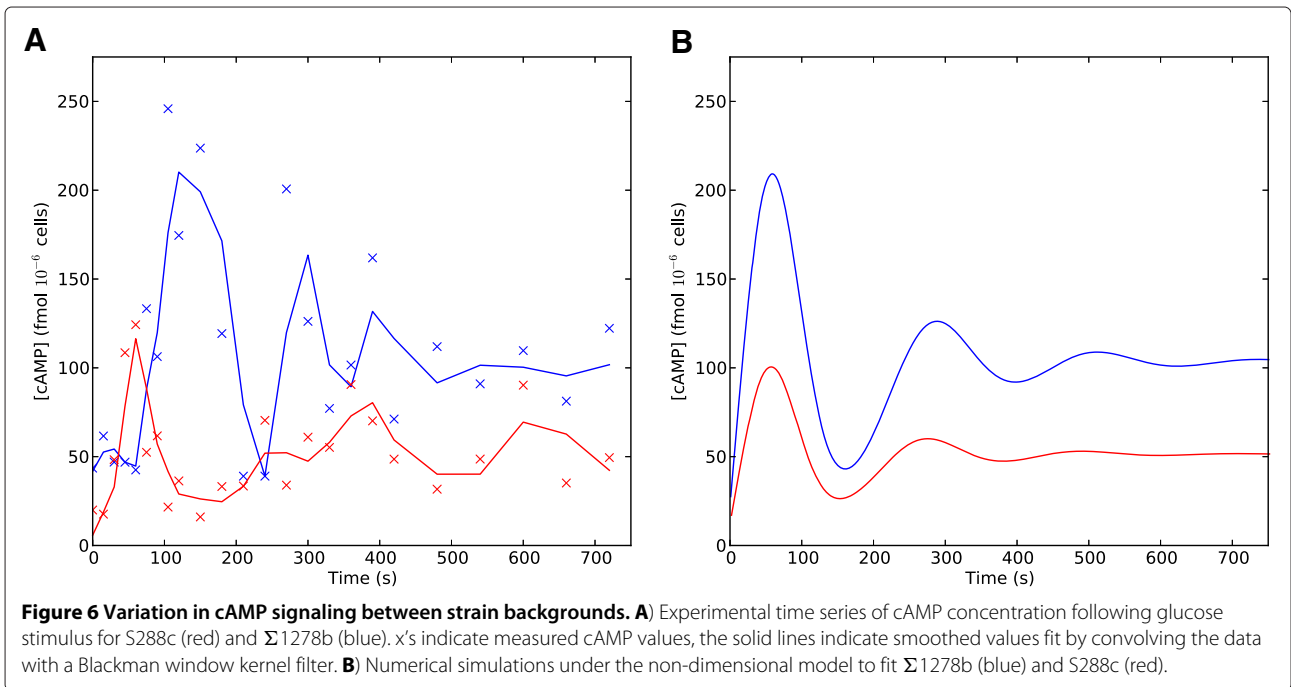 A
B
250
200
150
100
50
0
[cAMP] (fmol 10⁻⁶ cells)
0 100 200 300 400 500 600 700
Time (s)
250
200
150
100
50
0
[cAMP] (fmol 10⁻⁶ cells)
0 100 200 300 400 500 600 700
Time (s)
Figure 6 Variation in cAMP signaling between strain backgrounds. A) Experimental time series of cAMP concentration following glucose
stimulus for S288c (red) and Σ1278b (blue). x's indicate measured cAMP values, the solid lines indicate smoothed values fit by convolving the data
with a Blackman window kernel filter. B) Numerical simulations under the non-dimensional model to fit Σ1278b (blue) and S288c (red).